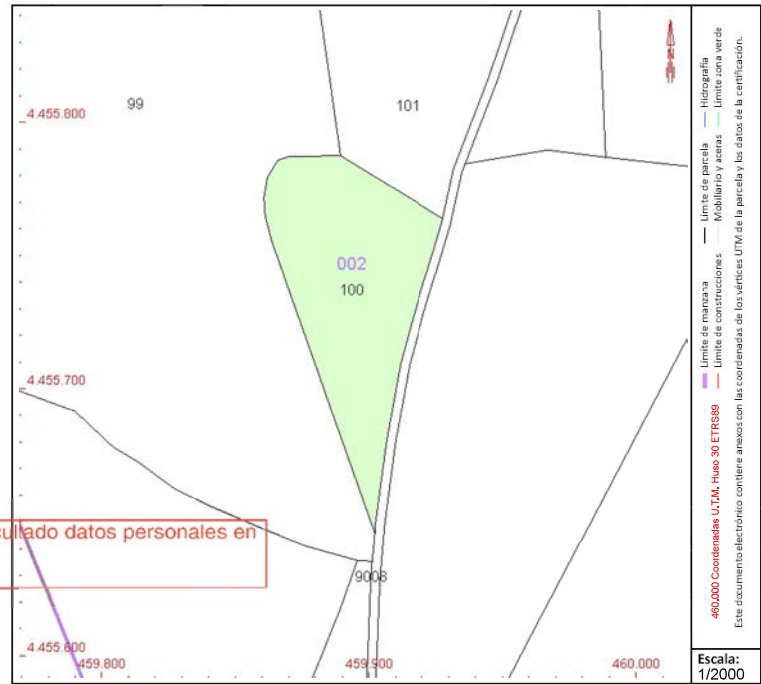 99
101
4.455.800
002
100
4.455.700
cultado datos personales en
9008
4.455.600
459.800
459.900
460.000
Límite de manzana
Límite de parcela
Hidrografía
Límite de construcciones
Mobiliario y aceras
Límite zona verde
460.000 Coordenadas U.T.M. Huso 30 ETRS89
Este documento electrónico contiene anexos con las coordenadas de los vértices UTM de la parcela y los datos de la certificación.
Escala:
1/2000